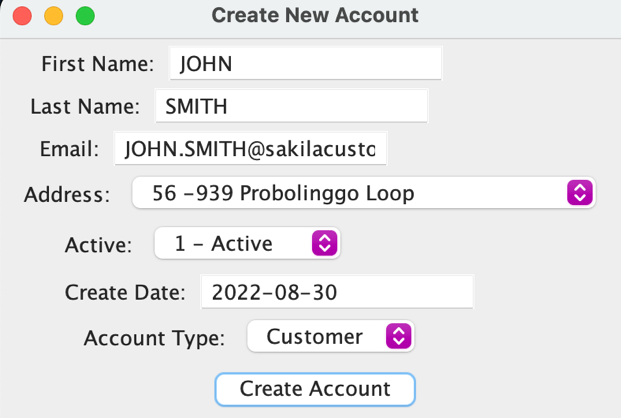 Create New Account
First Name: JOHN
Last Name: SMITH
Email: JOHN.SMITH@sakilacusto
Address: 56 -939 Probolinggo Loop
Active: 1 - Active
Create Date: 2022-08-30
Account Type: Customer
Create Account